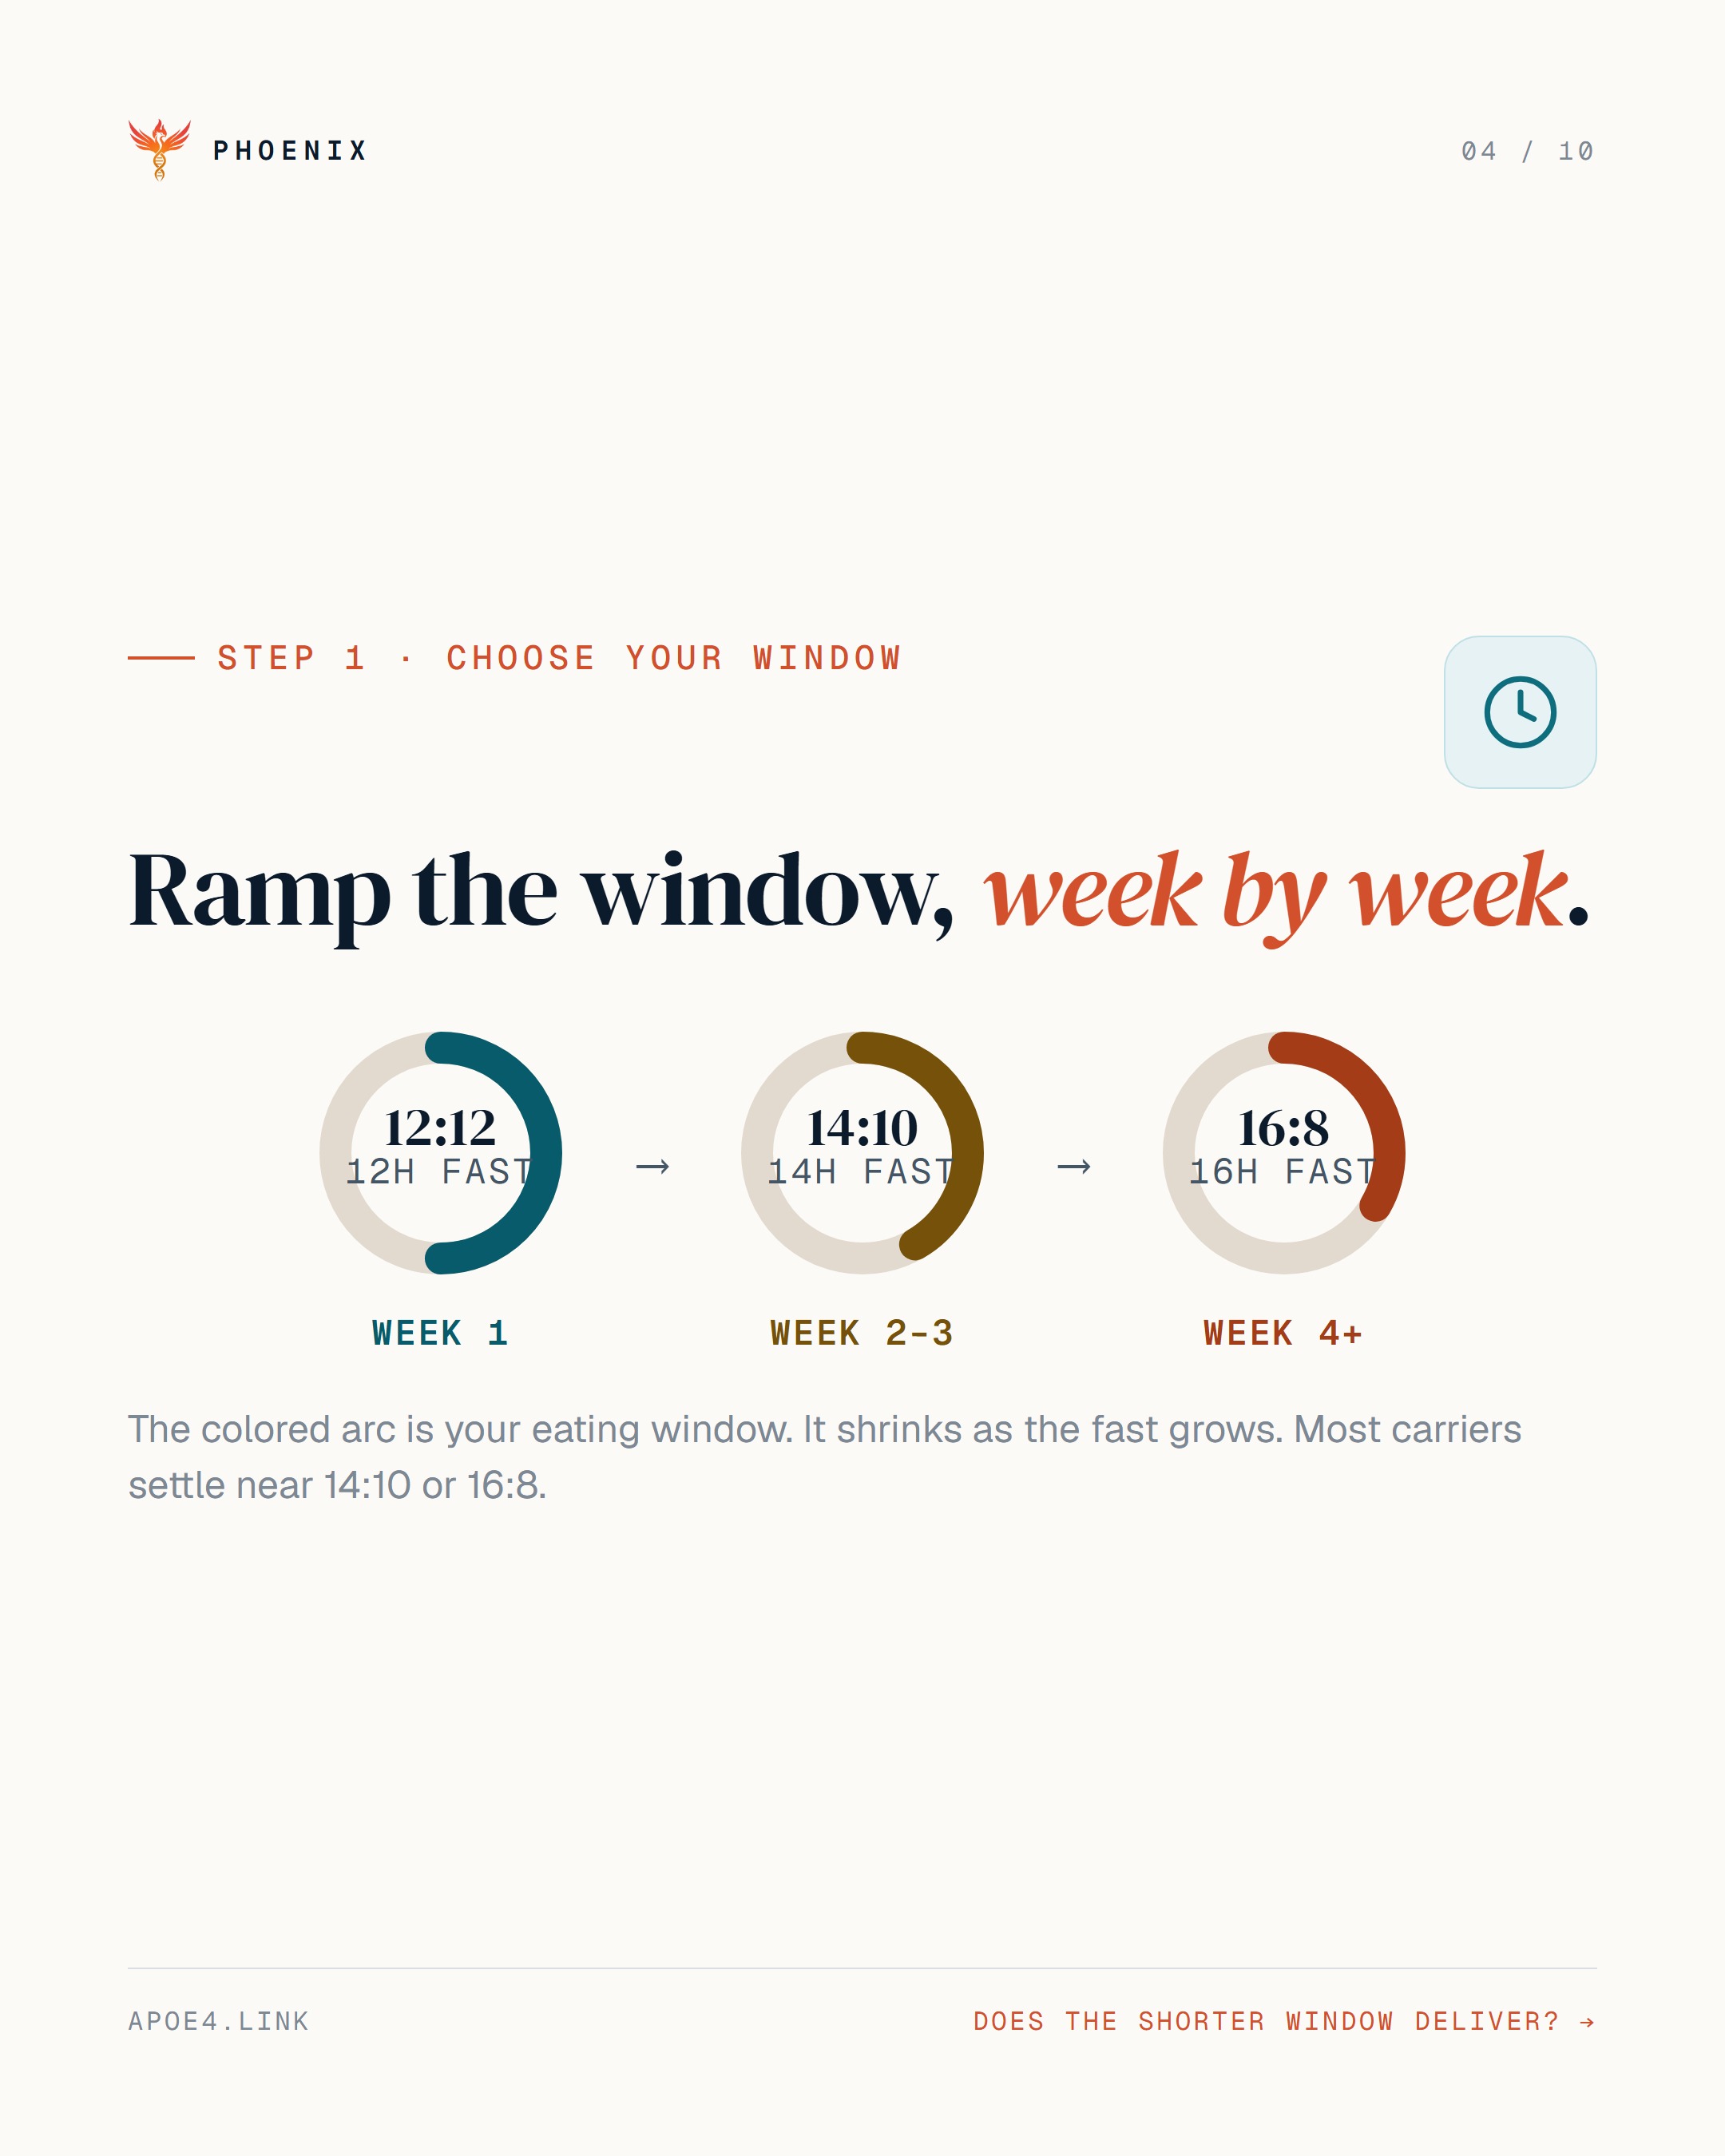 PHOENIX
04 / 10
STEP 1 · CHOOSE YOUR WINDOW
Ramp the window, week by week.
12:12
12H FAST
→
14:10
14H FAST
→
16:8
16H FAST
WEEK 1
WEEK 2–3
WEEK 4+
The colored arc is your eating window. It shrinks as the fast grows. Most carriers
settle near 14:10 or 16:8.
APOE4.LINK
DOES THE SHORTER WINDOW DELIVER? →